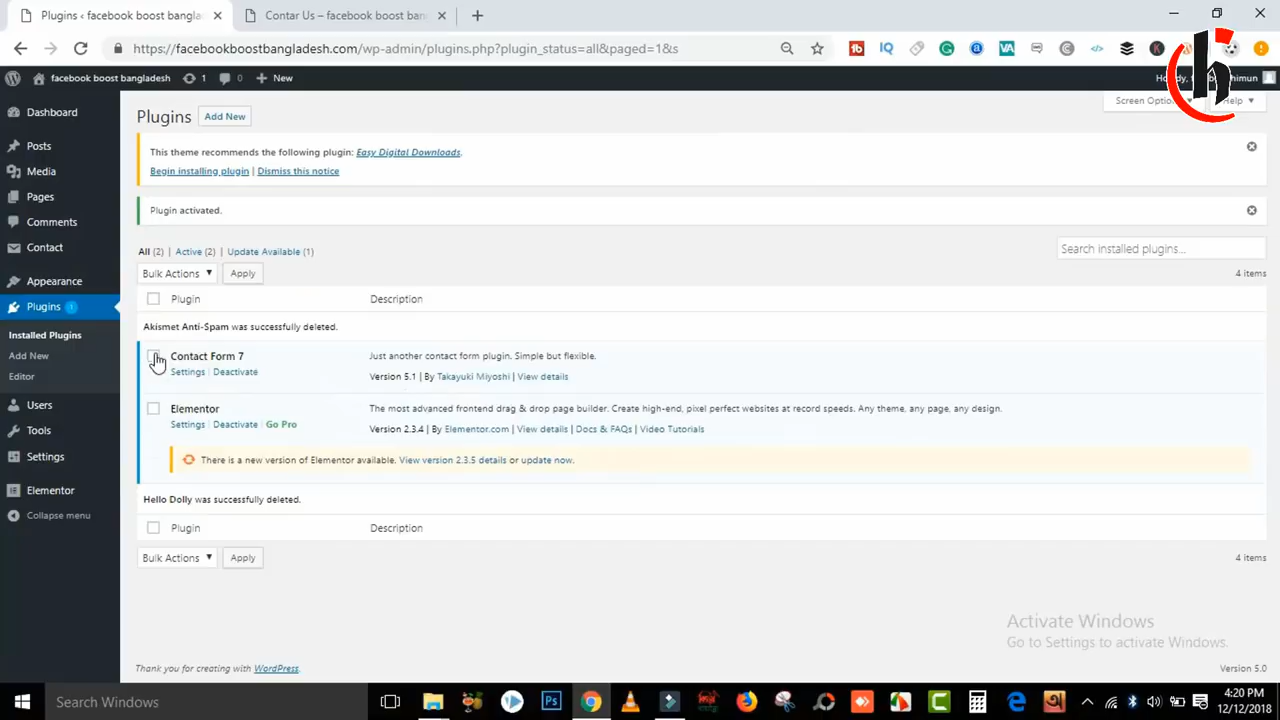 Plugins ‹ facebook boost bangla
Contar Us – facebook boost ban
https://facebookboostbangladesh.com/wp-admin/plugins.php?plugin_status=all&paged=1&s
facebook boost bangladesh
1
0
New
Screen Optio
Help
Dashboard
Posts
Media
Pages
Comments
Contact
Appearance
Plugins 1
Installed Plugins
Add New
Editor
Users
Tools
Settings
Elementor
Collapse menu
Plugins Add New
This theme recommends the following plugin: Easy Digital Downloads.
Begin installing plugin | Dismiss this notice
Plugin activated.
All (2) | Active (2) | Update Available (1)
Search installed plugins...
Bulk Actions Apply
4 items
Plugin Description
Akismet Anti-Spam was successfully deleted.
Contact Form 7
Just another contact form plugin. Simple but flexible.
Settings | Deactivate
Version 5.1 | By Takayuki Miyoshi | View details
Elementor
The most advanced frontend drag & drop page builder. Create high-end, pixel perfect websites at record speeds. Any theme, any page, any design.
Settings | Deactivate | Go Pro
Version 2.3.4 | By Elementor.com | View details | Docs & FAQs | Video Tutorials
There is a new version of Elementor available. View version 2.3.5 details or update now.
Hello Dolly was successfully deleted.
Plugin Description
Bulk Actions Apply
4 items
Activate Windows
Go to Settings to activate Windows.
Thank you for creating with WordPress.
Version 5.0
Search Windows
4:20 PM
12/12/2018